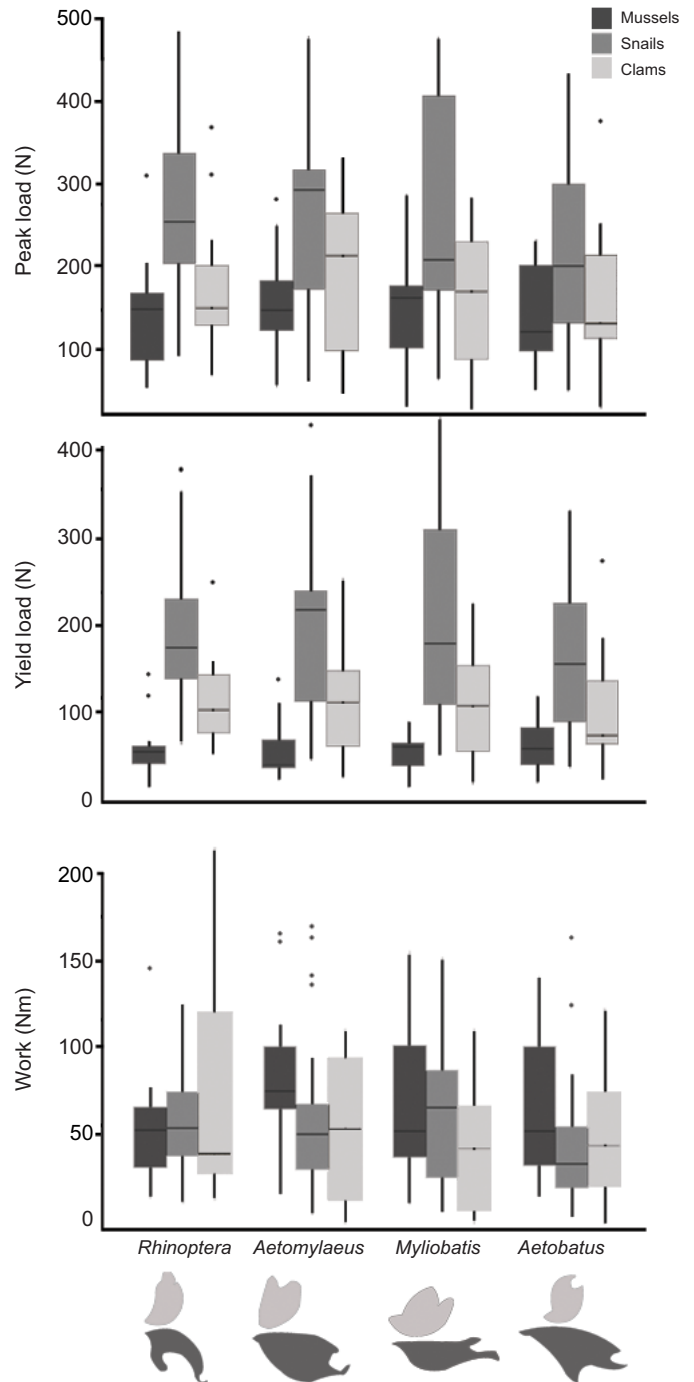 500
400
300
200
100
Peak load (N)
Mussels
Snails
Clams
400
300
200
100
0
Yield load (N)
200
150
100
50
0
Work (Nm)
Rhinoptera Aetomylaeus Myliobatis Aetobatus